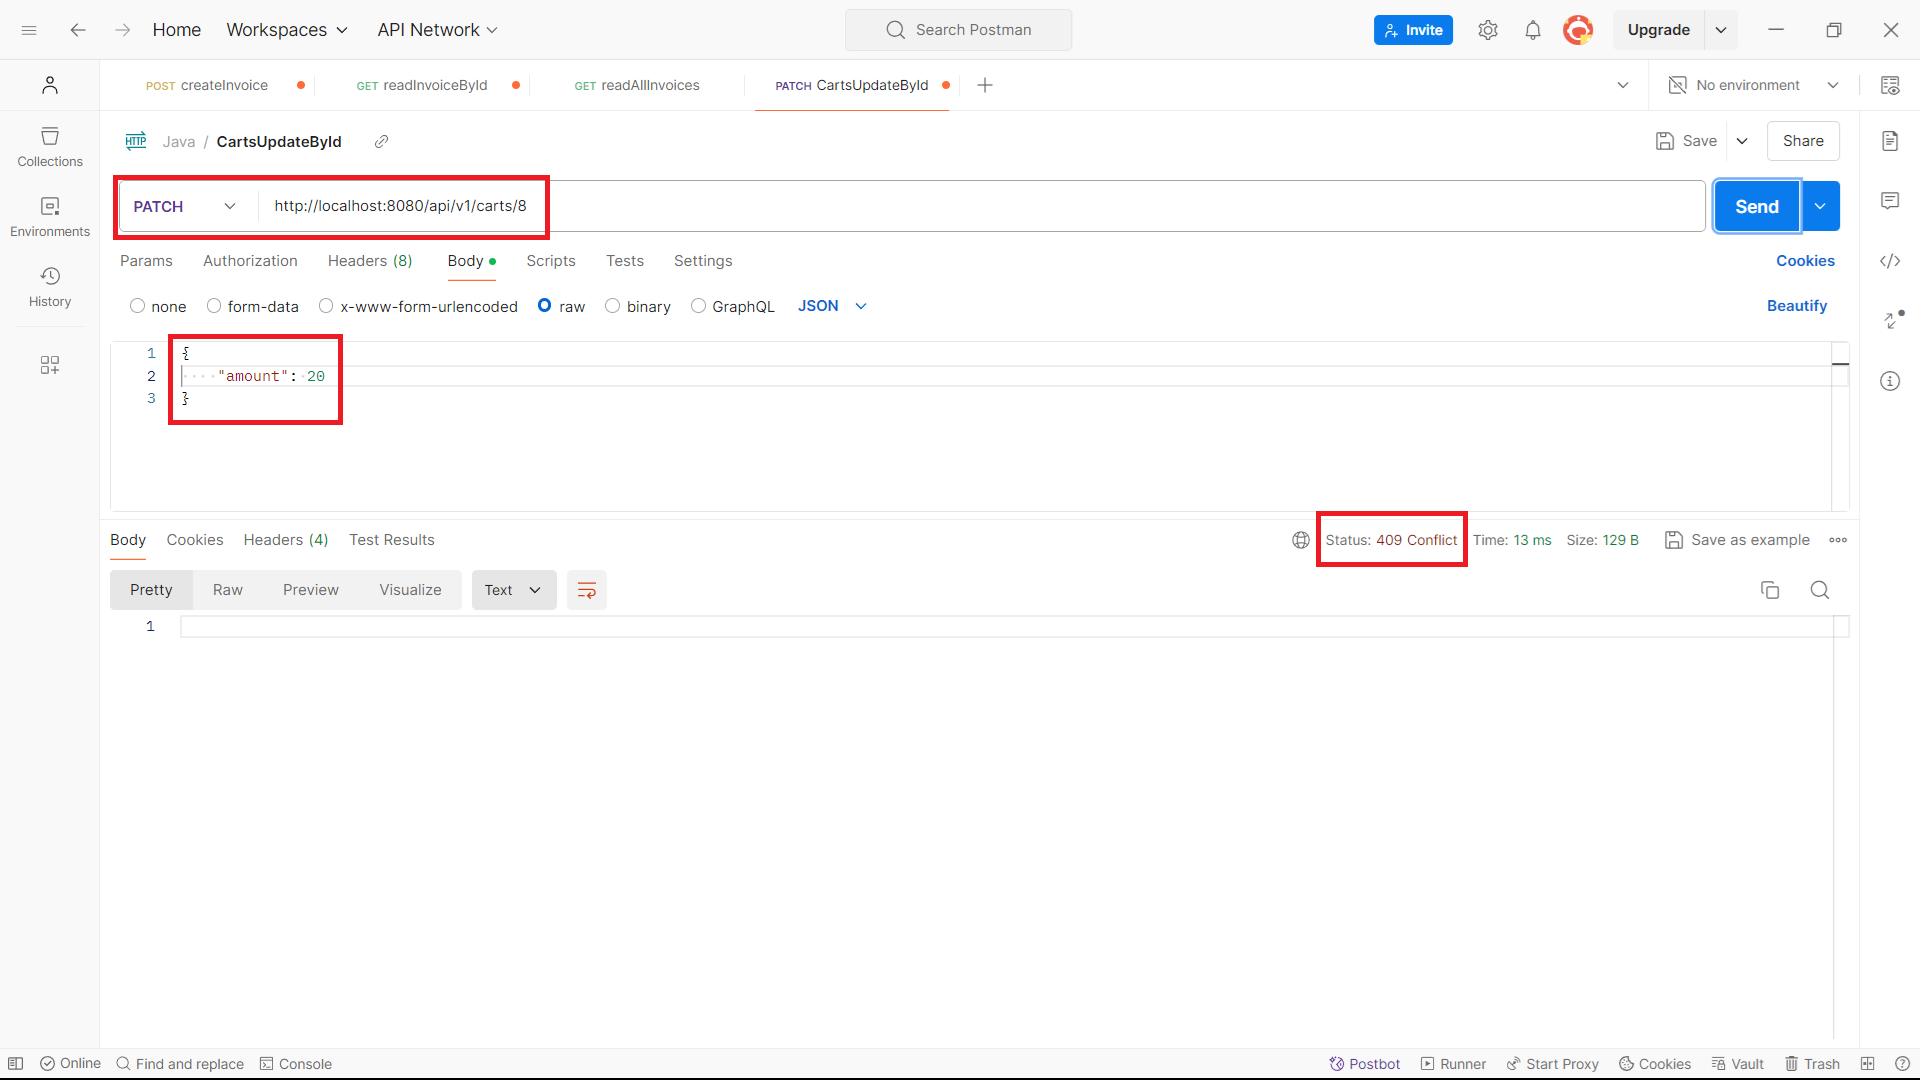 Home Workspaces API Network Search Postman Invite Upgrade
POST createInvoice GET readInvoiceById GET readAllInvoices PATCH CartsUpdateById No environment
HTTP Java / CartsUpdateById Save Share
Collections
PATCH http://localhost:8080/api/v1/carts/8 Send
Environments
Params Authorization Headers (8) Body Scripts Tests Settings Cookies
History
none form-data x-www-form-urlencoded raw binary GraphQL JSON Beautify
1 {
2 "amount": 20
3 }
Body Cookies Headers (4) Test Results Status: 409 Conflict Time: 13 ms Size: 129 B Save as example
Pretty Raw Preview Visualize Text
1
Online Find and replace Console Postbot Runner Start Proxy Cookies Vault Trash